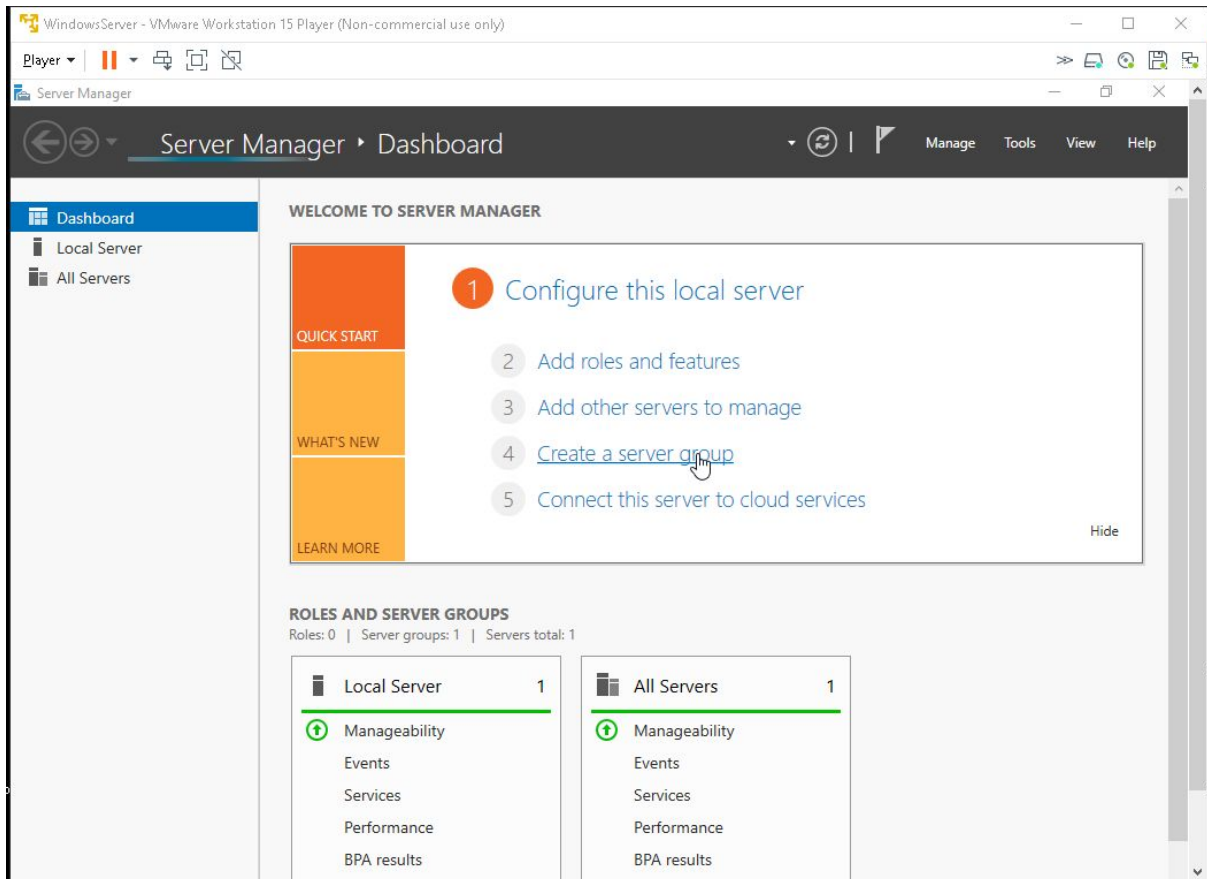 WindowsServer - VMware Workstation 15 Player (Non-commercial use only)
Player
Server Manager
Server Manager ‣ Dashboard
Manage Tools View Help
Dashboard
Local Server
All Servers
WELCOME TO SERVER MANAGER
QUICK START
WHAT'S NEW
LEARN MORE
1 Configure this local server
2 Add roles and features
3 Add other servers to manage
4 Create a server group
5 Connect this server to cloud services
Hide
ROLES AND SERVER GROUPS
Roles: 0 | Server groups: 1 | Servers total: 1
Local Server 1
Manageability
Events
Services
Performance
BPA results
All Servers 1
Manageability
Events
Services
Performance
BPA results